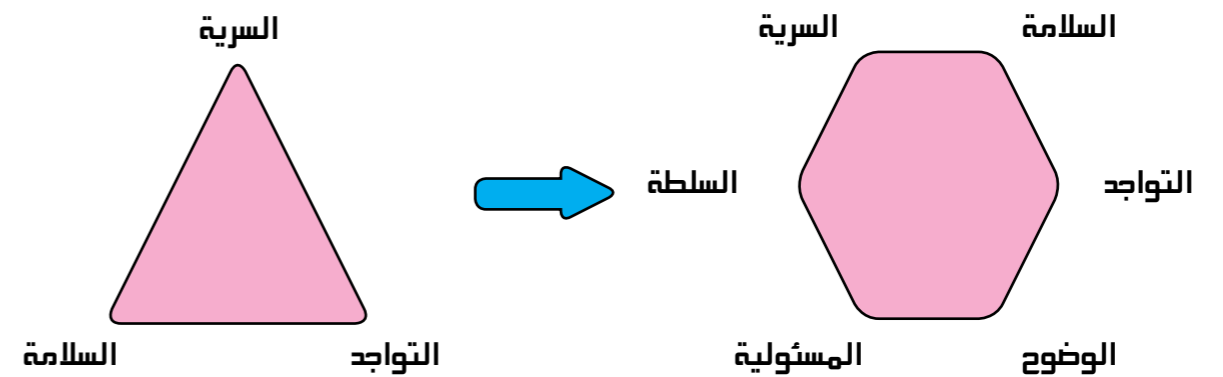 السرية
السلامة
التواجد
السرية
السلامة
السلطة
التواجد
المسئولية
الوضوح